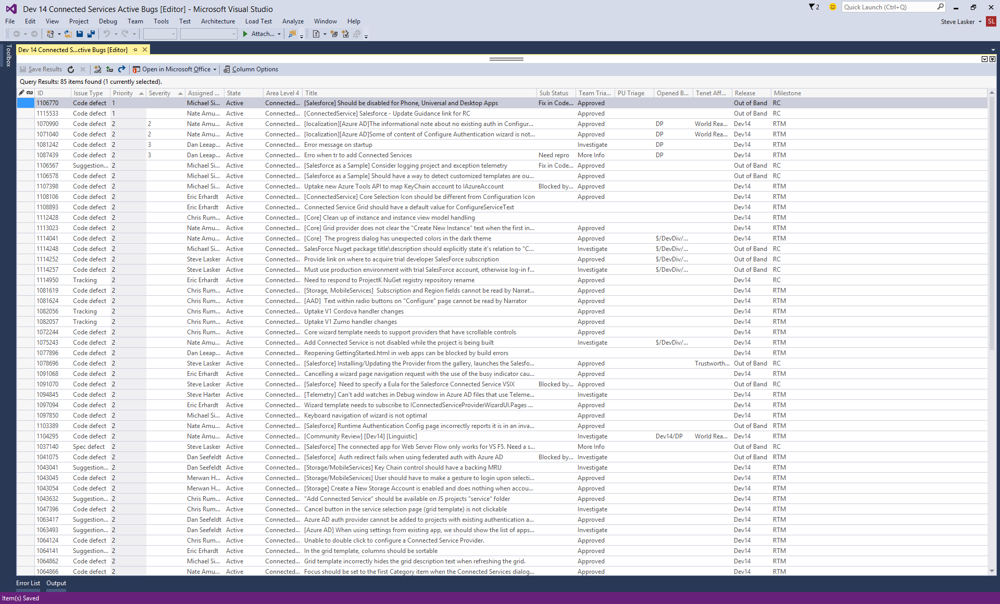 Dev 14 Connected Services Active Bugs [Editor] - Microsoft Visual Studio
2 Quick Launch (Ctrl+Q)
File Edit View Project Debug Team Tools Test Architecture Load Test Analyze Window Help Steve Lasker SL
Attach...
Toolbox
Dev 14 Connected S...ctive Bugs [Editor]
Save Results Open in Microsoft Office Column Options
Query Results: 85 items found (1 currently selected).
ID Issue Type Priority Severity Assigned ... State Area Level 4 Title Sub Status Team Tria... PU Triage Opened B... Tenet Aff... Release Milestone
1106770 Code defect 1 Michael Si... Active Connected... [Salesforce] Should be disabled for Phone, Universal and Desktop Apps Fix in Code... Approved Out of Band RC
1115533 Code defect 1 Nate Amu... Active Connected... [ConnectedService] Salesforce - Update Guidance link for RC Approved Out of Band RC
1070990 Code defect 2 2 Nate Amu... Active Connected... [localization][Azure AD]The informational note about no existing auth in Configur... Approved DP World Rea... Dev14 RTM
1071040 Code defect 2 2 Nate Amu... Active Connected... [localization][Azure AD]Some of content of Configure Authentication wizard is not... Approved DP World Rea... Dev14 RTM
1081242 Code defect 2 3 Dan Leeap... Active Connected... Error message on startup Investigate DP Dev14 RTM
1087439 Code defect 2 3 Dan Leeap... Active Connected... Erro when tr to add Connected Services Need repro More Info DP Dev14 RTM
1106567 Suggestion... 2 Michael Si... Active Connected... [Salesforce as a Sample] Consider logging project and exception telemetry Fix in Code... Approved Out of Band RC
1106578 Code defect 2 Michael Si... Active Connected... [Salesforce as a Sample] Should have a way to detect customized templates are ou... Approved Out of Band RC
1107398 Code defect 2 Michael Si... Active Connected... Uptake new Azure Tools API to map KeyChain account to IAzureAccount Blocked by... Approved Dev14 RTM
1108106 Code defect 2 Eric Erhardt Active Connected... [ConnectedService] Core Selection Icon should be different from Configuration Icon Approved Dev14 RTM
1108893 Code defect 2 Eric Erhardt Active Connected... Connected Service Grid should have a default value for ConfigureServiceText Dev14 RTM
1112428 Code defect 2 Chris Rum... Active Connected... [Core] Clean up of instance and instance view model handling Dev14 RTM
1113023 Code defect 2 Nate Amu... Active Connected... [Core] Grid provider does not clear the "Create New Instance" text when the first in... Approved Dev14 RTM
1114041 Code defect 2 Nate Amu... Active Connected... [Core]  The progress dialog has unexpected colors in the dark theme Approved $/DevDiv/... Dev14 RTM
1114248 Code defect 2 Michael Si... Active Connected... SalesForce Nuget package title\description should explicitly state it's relation to "C... Investigate $/DevDiv/... Out of Band RC
1114252 Code defect 2 Steve Lasker Active Connected... Provide link on where to acquire trial developer SalesForce subscription Approved $/DevDiv/... Out of Band RC
1114257 Code defect 2 Steve Lasker Active Connected... Must use production environment with trial SalesForce account, otherwise log-in f... Investigate $/DevDiv/... Out of Band RC
1114950 Tracking 2 Eric Erhardt Active Connected... Need to respond to ProjectK NuGet registry repository rename Approved Dev14 RC
1081619 Code defect 2 Chris Rum... Active Connected... [Storage, MobileServices]  Subscription and Region fields cannot be read by Narrat... Approved Dev14 RTM
1081624 Code defect 2 Chris Rum... Active Connected... [AAD]  Text within radio buttons on "Configure" page cannot be read by Narrator Approved Dev14 RTM
1082056 Tracking 2 Chris Rum... Active Connected... Uptake V1 Cordova handler changes Approved Dev14 RTM
1082057 Tracking 2 Chris Rum... Active Connected... Uptake V1 Zumo handler changes Approved Dev14 RTM
1072244 Code defect 2 Chris Rum... Active Connected... Core wizard template needs to support providers that have scrollable controls Approved Dev14 RTM
1075243 Code defect 2 Nate Amu... Active Connected... Add Connected Service is not disabled while the project is being built Investigate $/DevDiv/... Dev14 RTM
1077896 Code defect 2 Dan Leeap... Active Connected... Reopening GettingStarted.html in web apps can be blocked by build errors Dev14 RTM
1078696 Code defect 2 Steve Lasker Active Connected... [Salesforce] Installing/Updating the Provider from the gallery, launches the Salesfo... Approved Trustworth... Out of Band RC
1091068 Code defect 2 Eric Erhardt Active Connected... Cancelling a wizard page navigation request with the use of the busy indicator cau... Approved Dev14 RTM
1091070 Code defect 2 Steve Lasker Active Connected... [Salesforce]  Need to specify a Eula for the Salesforce Connected Service VSIX Blocked by... Approved Out of Band RC
1094845 Code defect 2 Steve Harter Active Connected... [Telemetry] Can't add watches in Debug window in Azure AD files that use Teleme... Investigate Dev14 RTM
1097094 Code defect 2 Eric Erhardt Active Connected... Wizard template needs to subscribe to IConnectedServiceProviderWizardUI.Pages ... Approved Dev14 RTM
1097850 Code defect 2 Michael Si... Active Connected... Keyboard navigation of wizard is not optimal Approved Dev14 RTM
1103389 Code defect 2 Nate Amu... Active Connected... [Salesforce] Runtime Authentication Config page incorrectly reports it is in an inva... Approved Out of Band RTM
1104295 Code defect 2 Nate Amu... Active Connected... [Community Review] [Dev14] [Linguistic] Investigate Dev14/DP World Rea... Dev14 RTM
1037140 Spec defect 2 Steve Lasker Active Connected... [Salesforce] The connected app for Web Server Flow only works for VS F5. Need a s... More Info Out of Band RC
1041075 Code defect 2 Dan Seefeldt Active Connected... [Salesforce]  Auth redirect fails when using federated auth with Azure AD Blocked by... Investigate Out of Band RTM
1043041 Suggestion... 2 Dan Seefeldt Active Connected... [Storage/MobileServices] Key Chain control should have a backing MRU Investigate Dev14 RTM
1043045 Code defect 2 Merwan H... Active Connected... [Storage/MobileServices] User should have to make a gesture to login upon selecti... Approved Dev14 RTM
1043054 Code defect 2 Merwan H... Active Connected... [Storage] Create a New Storage Account is enabled and does nothing when accou... Approved Dev14 RTM
1043632 Suggestion... 2 Chris Rum... Active Connected... "Add Connected Service" should be available on JS projects "service" folder Approved Dev14 RTM
1047396 Code defect 2 Chris Rum... Active Connected... Cancel button in the service selection page (grid template) is not clickable Investigate Dev14 RTM
1063417 Suggestion... 2 Dan Seefeldt Active Connected... Azure AD auth provider cannot be added to projects with existing authentication a... Approved Dev14 RTM
1063493 Suggestion... 2 Dan Seefeldt Active Connected... [Azure AD] When using settings from existing app, we should show the list of apps... Investigate Dev14 RTM
1064124 Code defect 2 Chris Rum... Active Connected... Unable to double click to configure a Connected Service Provider. Approved Dev14 RTM
1064141 Suggestion... 2 Eric Erhardt Active Connected... In the grid template, columns should be sortable Approved Dev14 RTM
1064862 Code defect 2 Michael Si... Active Connected... Grid template incorrectly hides the grid description text when refreshing the grid. Approved Dev14 RTM
1064866 Code defect 2 Nate Amu... Active Connected... Focus should be set to the first Category item when the Connected Services dialog... Approved Dev14 RTM
Error List Output
Item(s) Saved